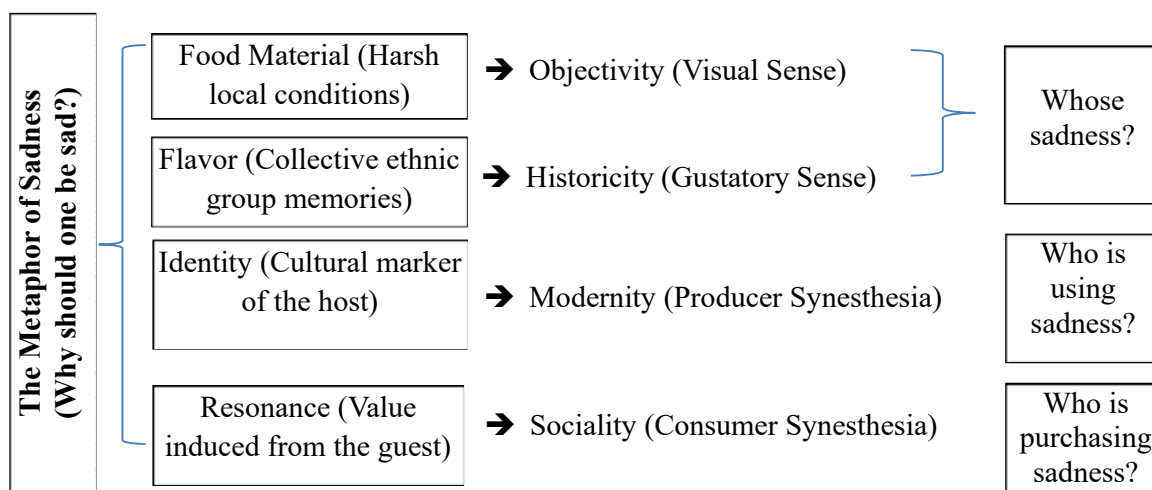 The Metaphor of Sadness
(Why should one be sad?)
Food Material (Harsh
local conditions)
➔ Objectivity (Visual Sense)
Flavor (Collective ethnic
group memories)
➔ Historicity (Gustatory Sense)
Whose
sadness?
Identity (Cultural marker
of the host)
➔ Modernity (Producer Synesthesia)
Who is
using
sadness?
Resonance (Value
induced from the guest)
➔ Sociality (Consumer Synesthesia)
Who is
purchasing
sadness?